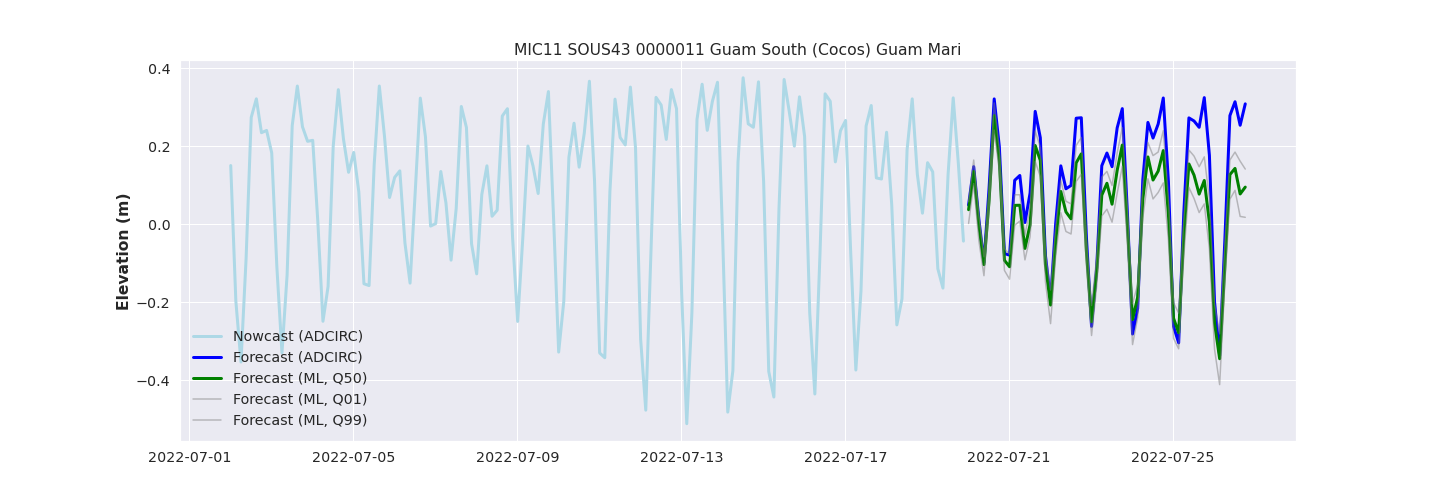 MIC11 SOUS43 0000011 Guam South (Cocos) Guam Mari
Elevation (m)
0.4
0.2
0.0
−0.2
−0.4
Nowcast (ADCIRC)
Forecast (ADCIRC)
Forecast (ML, Q50)
Forecast (ML, Q01)
Forecast (ML, Q99)
2022-07-01 2022-07-05 2022-07-09 2022-07-13 2022-07-17 2022-07-21 2022-07-25